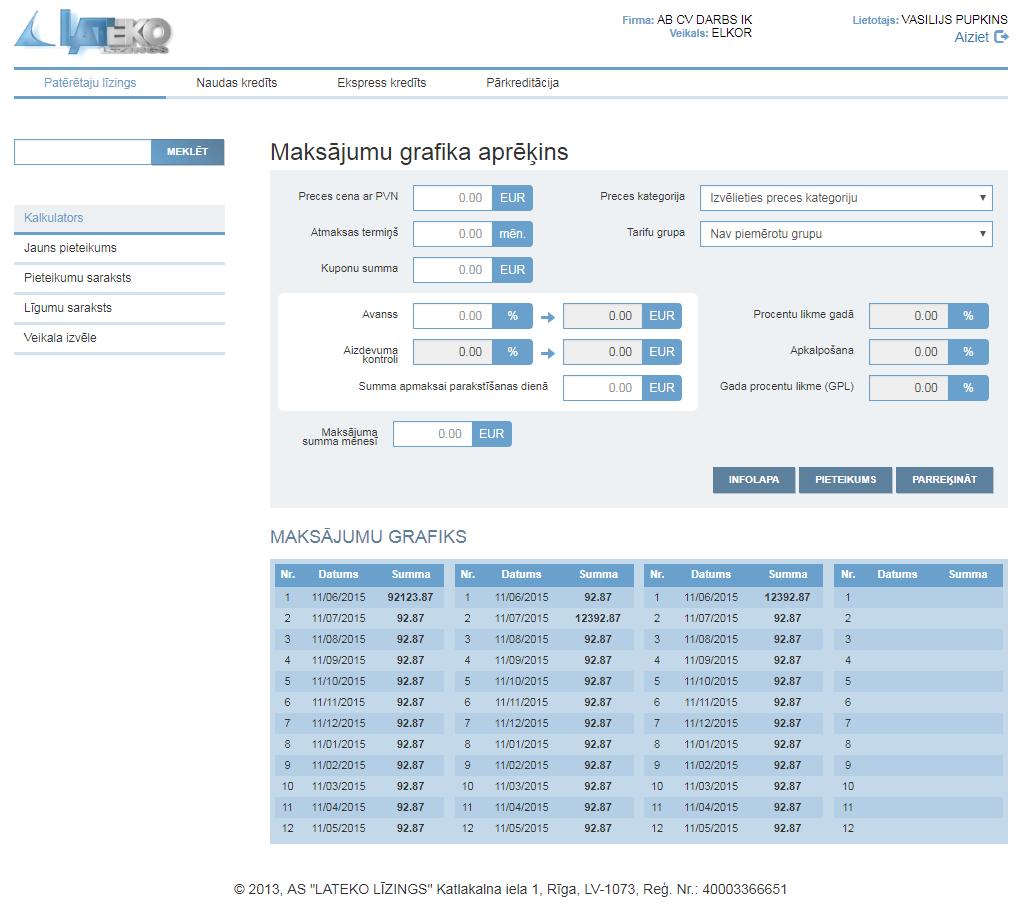 LATEKO
LĪZINGS
Firma: AB CV DARBS IK
Veikals: ELKOR
Lietotajs: VASILIJS PUPKINS
Aiziet
Patērētaju līzings Naudas kredīts Ekspress kredīts Pārkreditācija
MEKLĒT
Kalkulators
Jauns pieteikums
Pieteikumu saraksts
Līgumu saraksts
Veikala izvēle
Maksājumu grafika aprēķins
Preces cena ar PVN 0.00 EUR Preces kategorija Izvēlieties preces kategoriju
Atmaksas termiņš 0.00 mēn. Tarifu grupa Nav piemērotu grupu
Kuponu summa 0.00 EUR
Avanss 0.00 % 0.00 EUR Procentu likme gadā 0.00 %
Aizdevuma
kontroli 0.00 % 0.00 EUR Apkalpošana 0.00 %
Summa apmaksai parakstīšanas dienā 0.00 EUR Gada procentu likme (GPL) 0.00 %
Maksājuma
summa mēnesī 0.00 EUR
INFOLAPA PIETEIKUMS PARREĶINĀT
MAKSĀJUMU GRAFIKS
Nr. Datums Summa Nr. Datums Summa Nr. Datums Summa Nr. Datums Summa
1 11/06/2015 92123.87 1 11/06/2015 92.87 1 11/06/2015 12392.87 1
2 11/07/2015 92.87 2 11/07/2015 12392.87 2 11/07/2015 92.87 2
3 11/08/2015 92.87 3 11/08/2015 92.87 3 11/08/2015 92.87 3
4 11/09/2015 92.87 4 11/09/2015 92.87 4 11/09/2015 92.87 4
5 11/10/2015 92.87 5 11/10/2015 92.87 5 11/10/2015 92.87 5
6 11/11/2015 92.87 6 11/11/2015 92.87 6 11/11/2015 92.87 6
7 11/12/2015 92.87 7 11/12/2015 92.87 7 11/12/2015 92.87 7
8 11/01/2015 92.87 8 11/01/2015 92.87 8 11/01/2015 92.87 8
9 11/02/2015 92.87 9 11/02/2015 92.87 9 11/02/2015 92.87 9
10 11/03/2015 92.87 10 11/03/2015 92.87 10 11/03/2015 92.87 10
11 11/04/2015 92.87 11 11/04/2015 92.87 11 11/04/2015 92.87 11
12 11/05/2015 92.87 12 11/05/2015 92.87 12 11/05/2015 92.87 12
© 2013, AS "LATEKO LĪZINGS" Katlakalna iela 1, Rīga, LV-1073, Reģ. Nr.: 40003366651